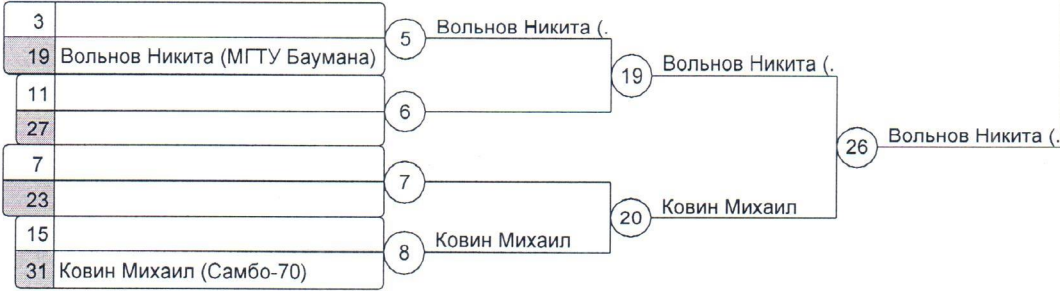 3
19 Вольнов Никита (МГТУ Баумана)
11
27
7
23
15
31 Ковин Михаил (Самбо-70)
5
6
7
8
Вольнов Никита (.
Ковин Михаил
19
20
Вольнов Никита (.
Ковин Михаил
26
Вольнов Никита (.